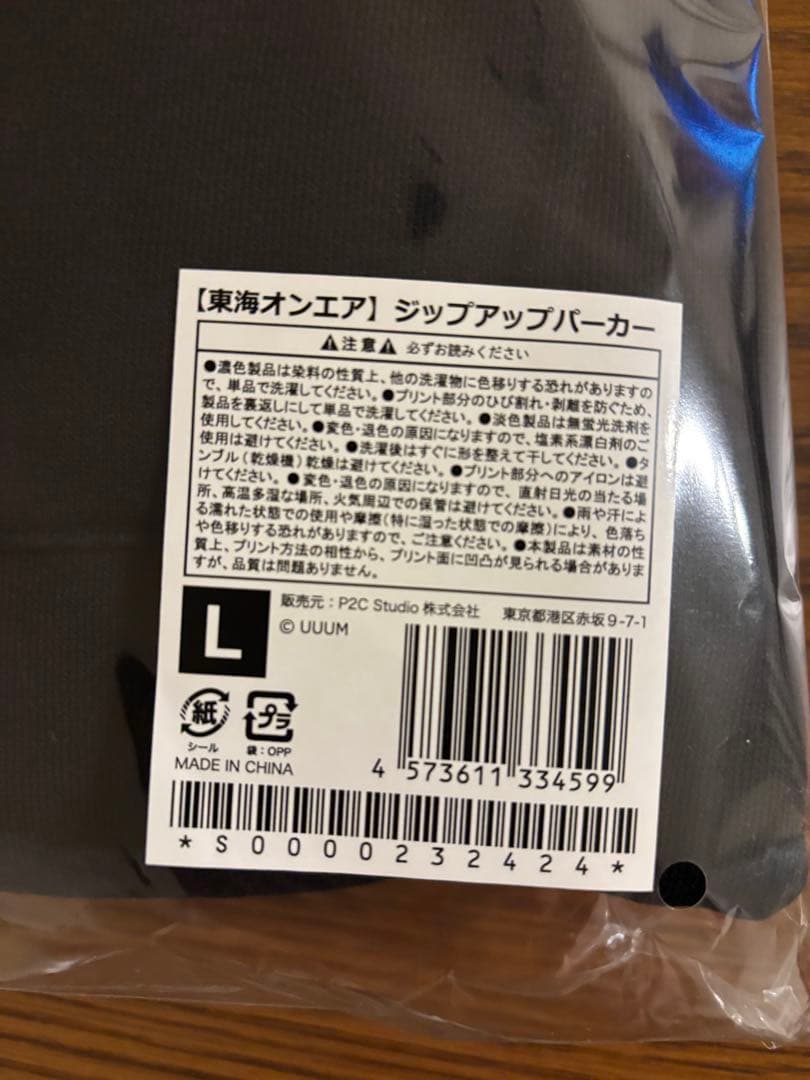 【東海オンエア】ジップアップパーカー
⚠注意⚠ 必ずお読みください
●濃色製品は染料の性質上、他の洗濯物に色移りする恐れがありますの
で、単品で洗濯してください。●プリント部分のひび割れ・剥離を防ぐため、
製品を裏返しにして単品で洗濯してください。●淡色製品は無蛍光洗剤を
使用してください。●変色・退色の原因になりますので、塩素系漂白剤のご
使用は避けてください。●洗濯後はすぐに形を整えて干してください。●タ
ンブル(乾燥機)乾燥は避けてください。●プリント部分へのアイロンは避
けてください。●変色・退色の原因になりますので、直射日光の当たる場
所、高温多湿な場所、火気周辺での保管は避けてください。●雨や汗によ
る濡れた状態での使用や摩擦(特に湿った状態での摩擦)により、色落ち
や色移りする恐れがありますので、ご注意ください。●本製品は素材の性
質上、プリント方法の相性から、プリント面に凹凸が見られる場合がありま
すが、品質は問題ありません。
L
販売元：P2C Studio株式会社 東京都港区赤坂9-7-1
© UUUM
紙
シール
プラ
袋：OPP
MADE IN CHINA
4 573611 334599
*S0000232424*